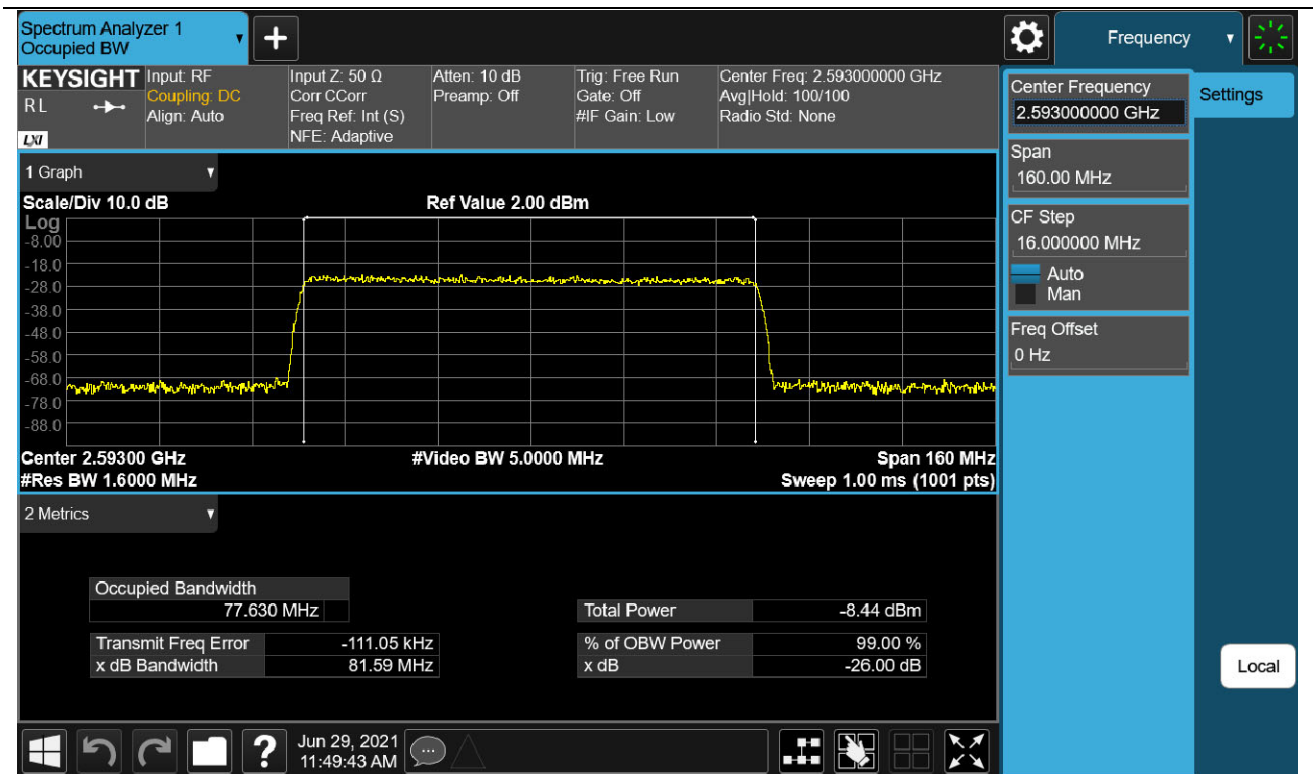 Spectrum Analyzer 1
Occupied BW
Frequency
KEYSIGHT
R L
LXI
Input: RF
Coupling: DC
Align: Auto
Input Z: 50 Ω
Corr CCorr
Freq Ref: Int (S)
NFE: Adaptive
Atten: 10 dB
Preamp: Off
Trig: Free Run
Gate: Off
#IF Gain: Low
Center Freq: 2.593000000 GHz
Avg|Hold: 100/100
Radio Std: None
Center Frequency
2.593000000 GHz
Settings
Span
160.00 MHz
CF Step
16.000000 MHz
Auto
Man
Freq Offset
0 Hz
Local
1 Graph
Scale/Div 10.0 dB
Ref Value 2.00 dBm
Log
-8.00
-18.0
-28.0
-38.0
-48.0
-58.0
-68.0
-78.0
-88.0
Center 2.59300 GHz
#Video BW 5.0000 MHz
Span 160 MHz
#Res BW 1.6000 MHz
Sweep 1.00 ms (1001 pts)
2 Metrics
Occupied Bandwidth
77.630 MHz
Total Power -8.44 dBm
Transmit Freq Error -111.05 kHz
% of OBW Power 99.00 %
x dB Bandwidth 81.59 MHz
x dB -26.00 dB
?
Jun 29, 2021
11:49:43 AM